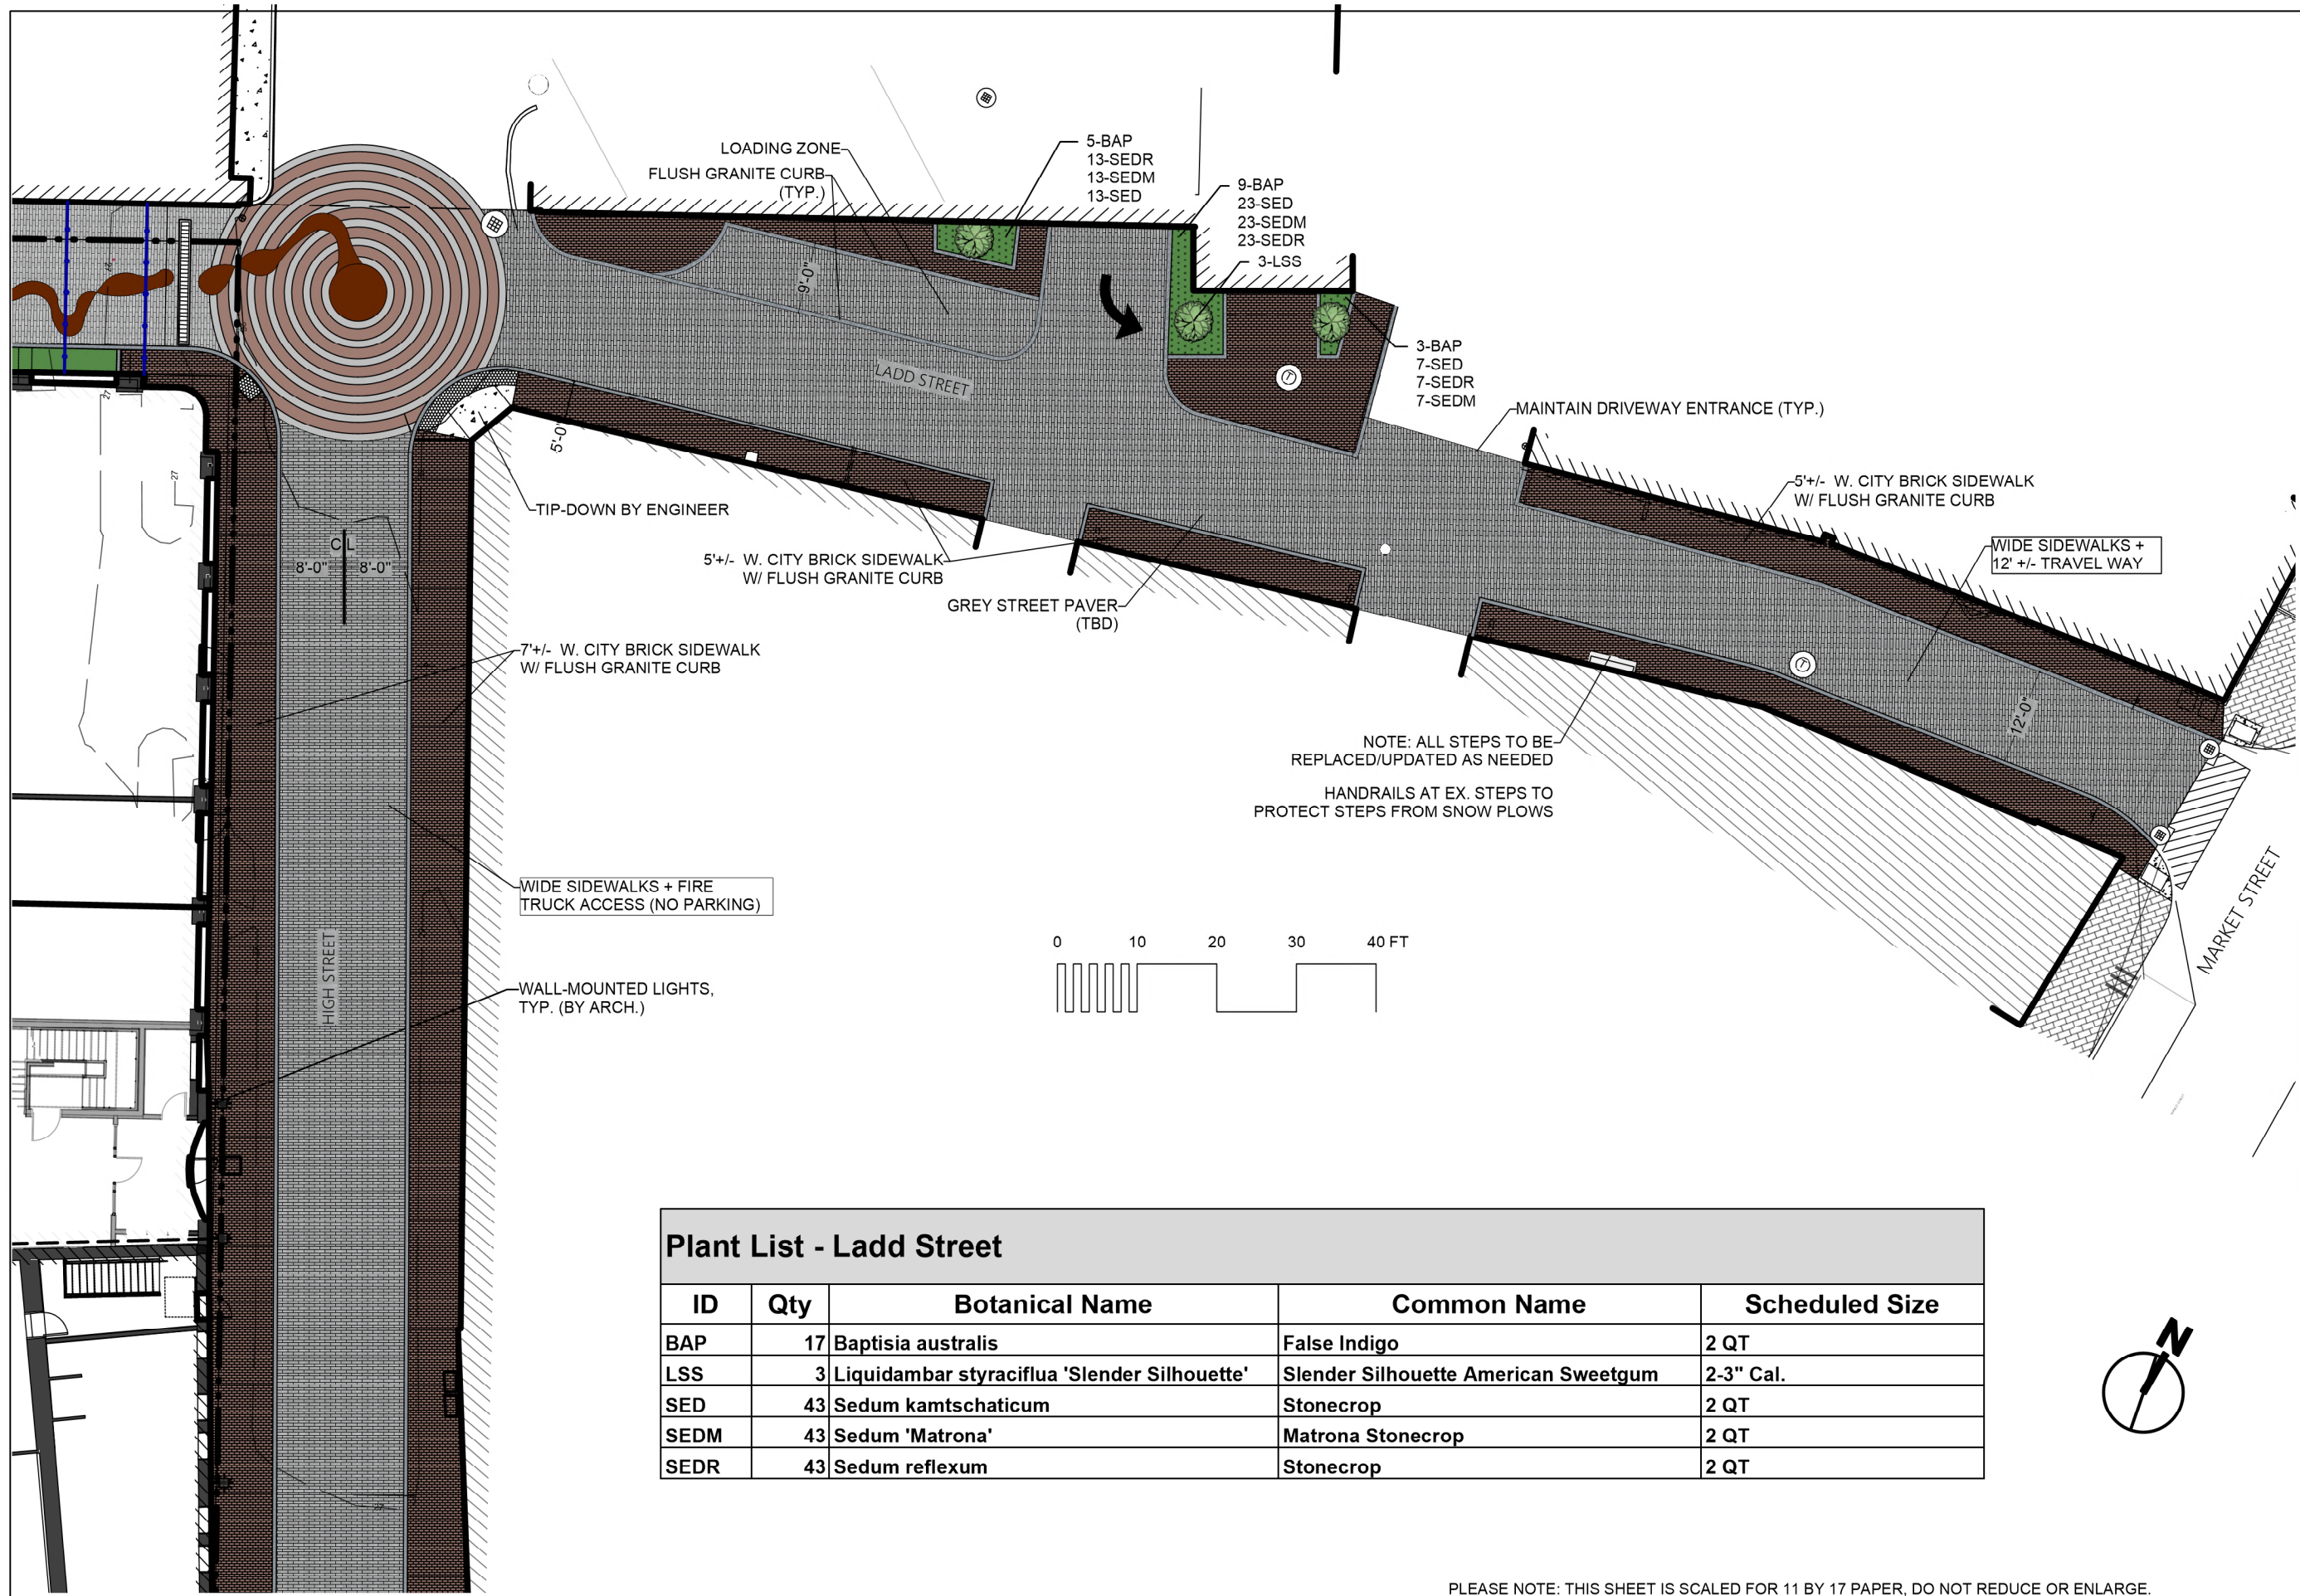 LOADING ZONE
FLUSH GRANITE CURB
(TYP.)
5-BAP
13-SEDR
13-SEDM
13-SED
9-BAP
23-SED
23-SEDM
23-SEDR
3-LSS
9'-0"
LADD STREET
3-BAP
7-SED
7-SEDR
7-SEDM
MAINTAIN DRIVEWAY ENTRANCE (TYP.)
5'-0"
27
27
TIP-DOWN BY ENGINEER
5'+/- W. CITY BRICK SIDEWALK
W/ FLUSH GRANITE CURB
5'+/- W. CITY BRICK SIDEWALK
W/ FLUSH GRANITE CURB
WIDE SIDEWALKS +
12' +/- TRAVEL WAY
C L
8'-0" 8'-0"
GREY STREET PAVER
(TBD)
7'+/- W. CITY BRICK SIDEWALK
W/ FLUSH GRANITE CURB
12'-0"
NOTE: ALL STEPS TO BE
REPLACED/UPDATED AS NEEDED
HANDRAILS AT EX. STEPS TO
PROTECT STEPS FROM SNOW PLOWS
WIDE SIDEWALKS + FIRE
TRUCK ACCESS (NO PARKING)
MARKET STREET
HIGH STREET
0 10 20 30 40 FT
WALL-MOUNTED LIGHTS,
TYP. (BY ARCH.)
Plant List - Ladd Street
ID Qty Botanical Name Common Name Scheduled Size
BAP 17 Baptisia australis False Indigo 2 QT
LSS 3 Liquidambar styraciflua 'Slender Silhouette' Slender Silhouette American Sweetgum 2-3" Cal.
SED 43 Sedum kamtschaticum Stonecrop 2 QT
SEDM 43 Sedum 'Matrona' Matrona Stonecrop 2 QT
SEDR 43 Sedum reflexum Stonecrop 2 QT
N
PLEASE NOTE: THIS SHEET IS SCALED FOR 11 BY 17 PAPER, DO NOT REDUCE OR ENLARGE.